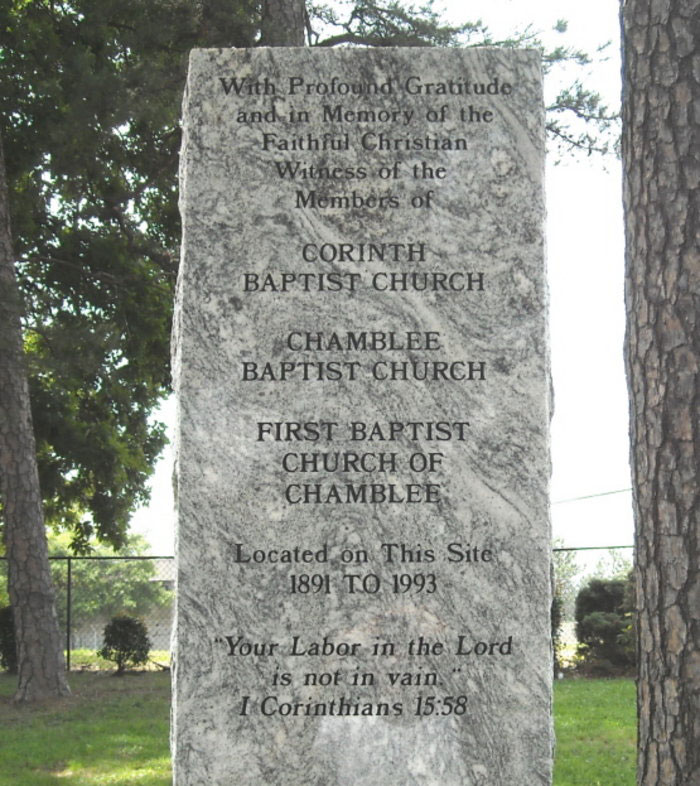 With Profound Gratitude
and in Memory of the
Faithful Christian
Witness of the
Members of
CORINTH
BAPTIST CHURCH
CHAMBLEE
BAPTIST CHURCH
FIRST BAPTIST
CHURCH OF
CHAMBLEE
Located on This Site
1891 TO 1993
"Your Labor in the Lord
is not in vain."
I Corinthians 15:58